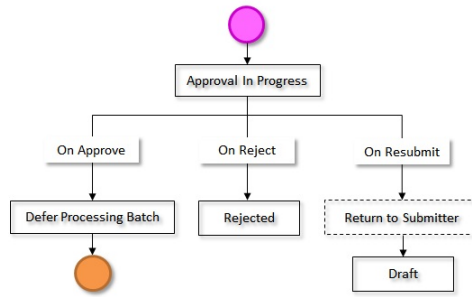 Approval In Progress
On Approve
On Reject
On Resubmit
Defer Processing Batch
Rejected
Return to Submitter
Draft